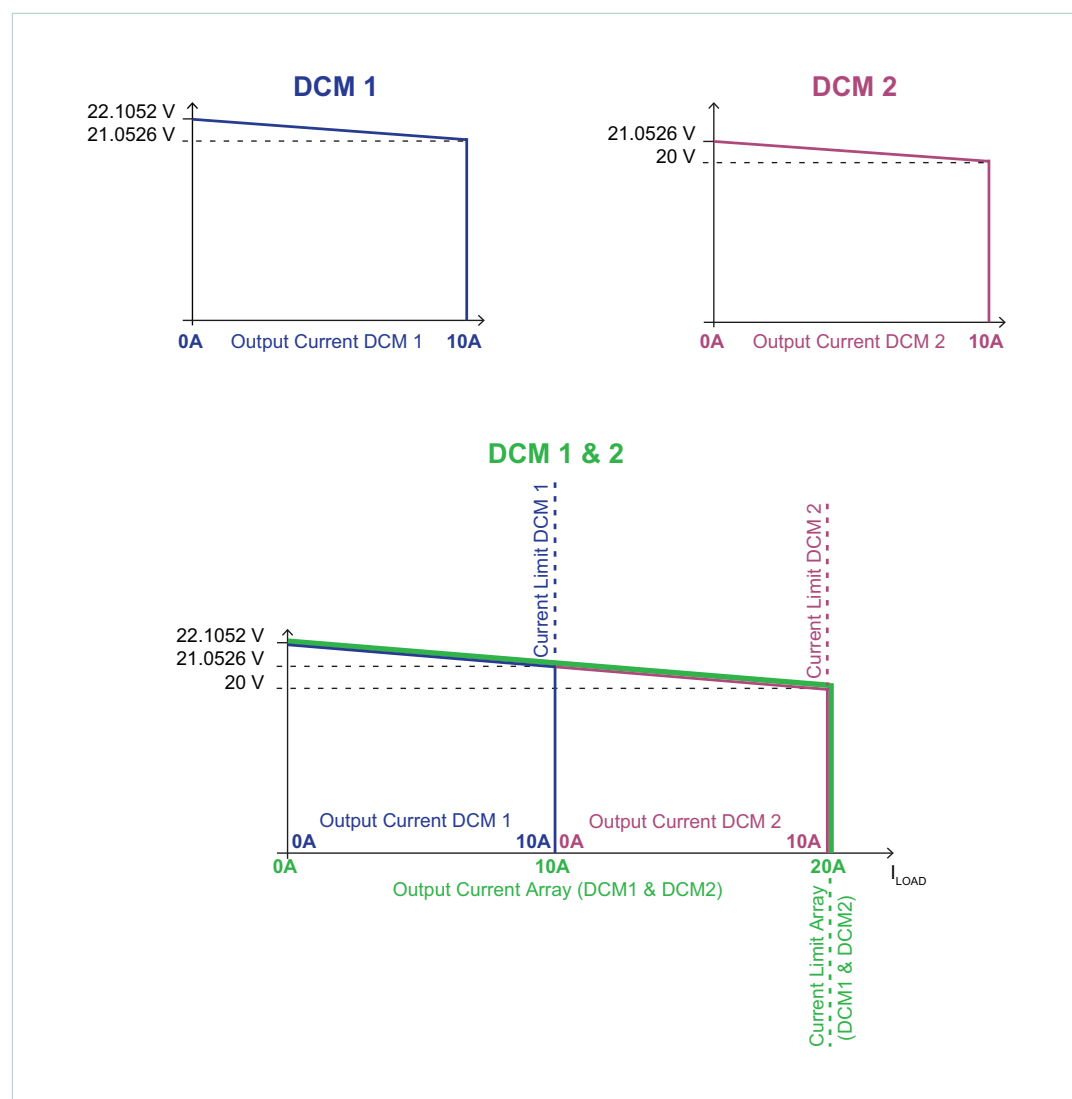 DCM 1
22.1052 V
21.0526 V
0A Output Current DCM 1 10A
DCM 2
21.0526 V
20 V
0A Output Current DCM 2 10A
DCM 1 & 2
Current Limit DCM 1
Current Limit DCM 2
22.1052 V
21.0526 V
20 V
Output Current DCM 1
0A 10A
Output Current DCM 2
0A 10A
0A 10A 20A
I LOAD
Output Current Array (DCM1 & DCM2)
Current Limit Array
(DCM1 & DCM2)